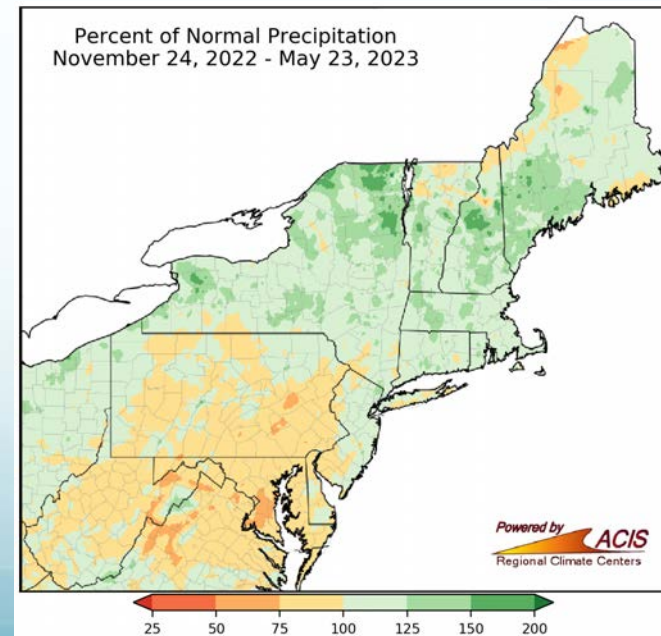 Percent of Normal Precipitation
November 24, 2022 - May 23, 2023
Powered by
ACIS
Regional Climate Centers
25 50 75 100 125 150 200